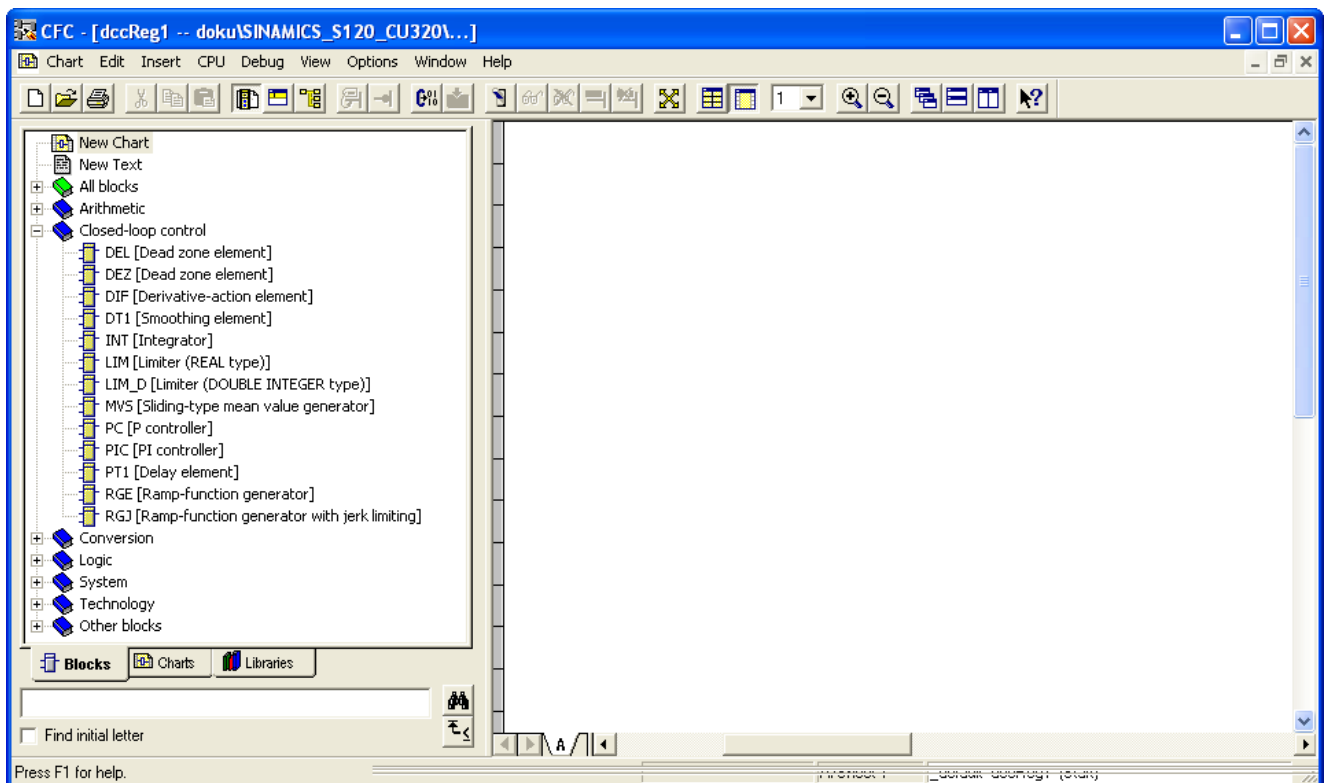 CFC - [dccReg1 -- doku\SINAMICS_S120_CU320\...]
Chart Edit Insert CPU Debug View Options Window Help
1
New Chart
New Text
All blocks
Arithmetic
Closed-loop control
DEL [Dead zone element]
DEZ [Dead zone element]
DIF [Derivative-action element]
DT1 [Smoothing element]
INT [Integrator]
LIM [Limiter (REAL type)]
LIM_D [Limiter (DOUBLE INTEGER type)]
MVS [Sliding-type mean value generator]
PC [P controller]
PIC [PI controller]
PT1 [Delay element]
RGE [Ramp-function generator]
RGJ [Ramp-function generator with jerk limiting]
Conversion
Logic
System
Technology
Other blocks
Blocks Charts Libraries
Find initial letter
A
Press F1 for help.